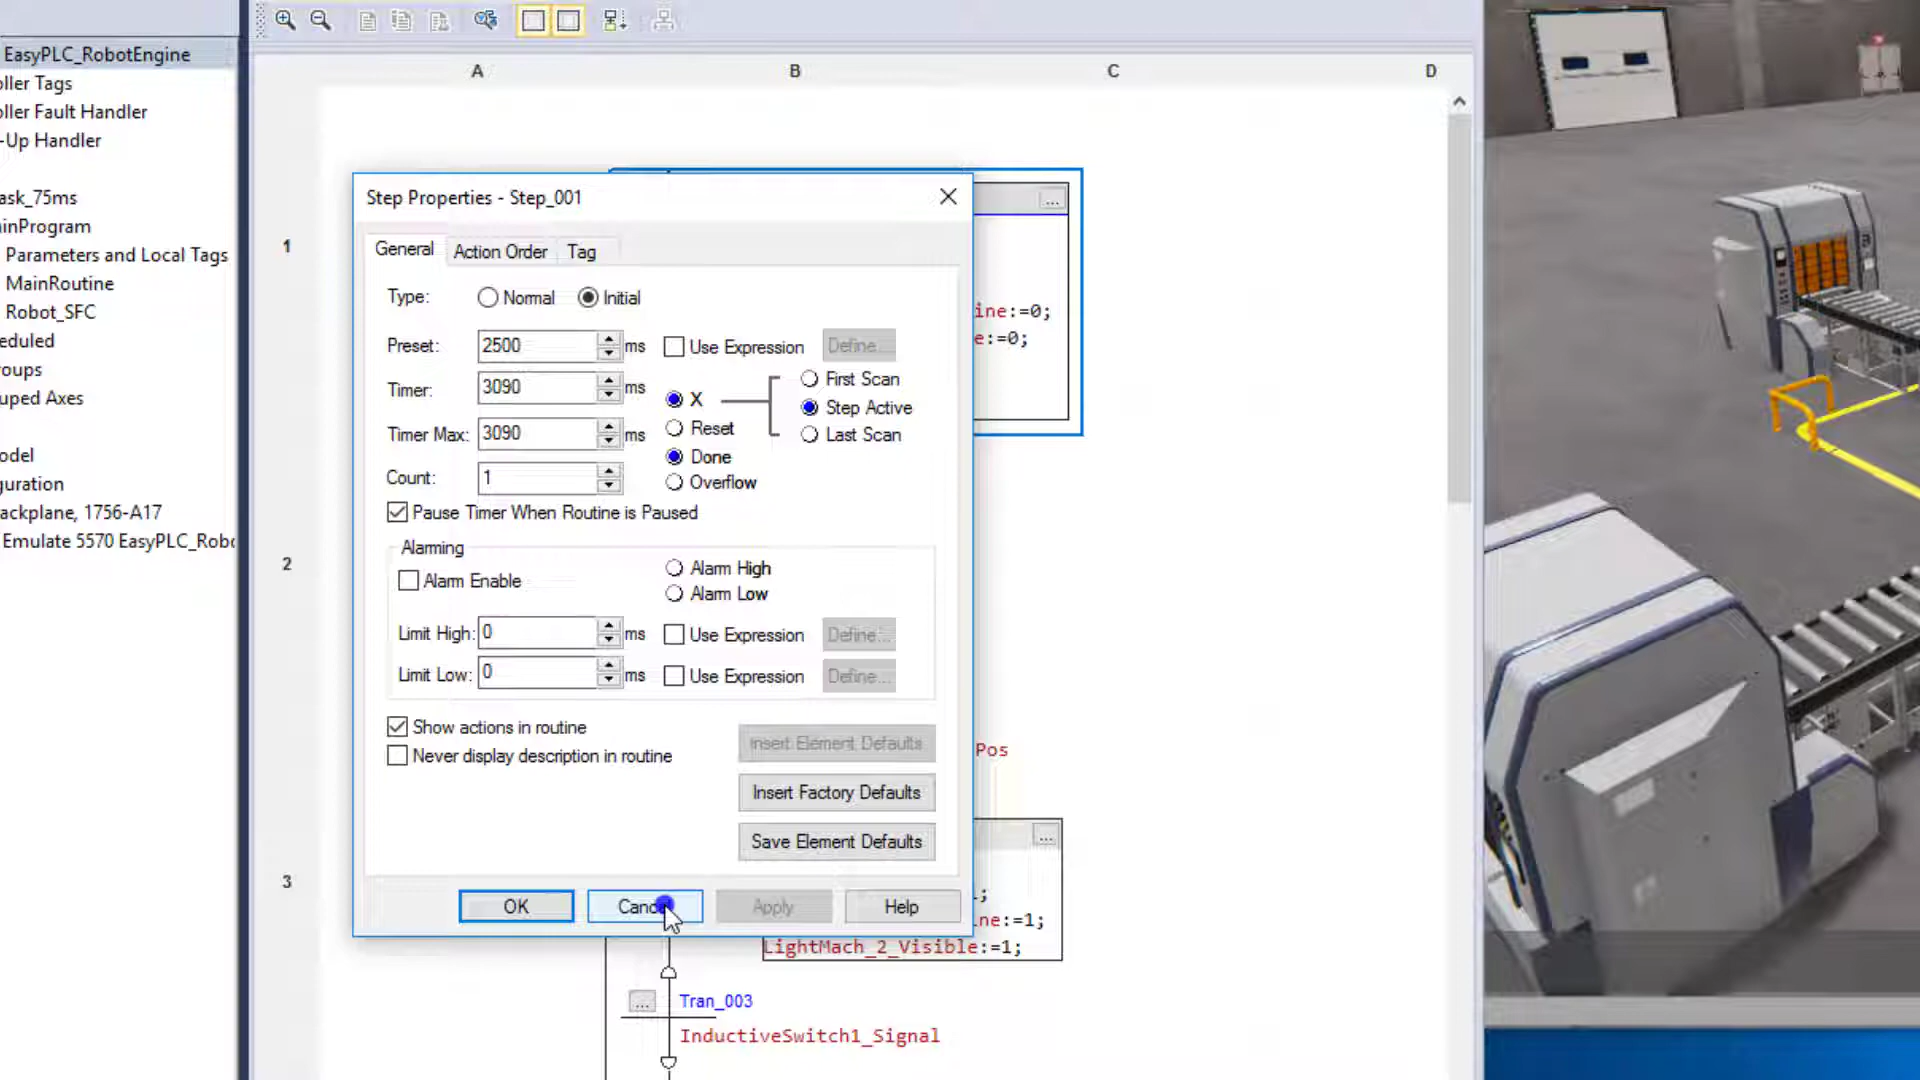 EasyPLC_RobotEngine
oller Tags
oller Fault Handler
-Up Handler
ask_75ms
inProgram
Parameters and Local Tags
MainRoutine
Robot_SFC
eduled
roups
uped Axes
odel
guration
ackplane, 1756-A17
Emulate 5570 EasyPLC_Rob
A B C D
1
2
3
Step Properties - Step_001
General Action Order Tag
Type: Normal Initial
Preset: 2500 ms Use Expression Define...
Timer: 3090 ms X First Scan
Step Active
Timer Max: 3090 ms Reset Last Scan
Done
Count: 1 Overflow
Pause Timer When Routine is Paused
Alarming
Alarm Enable Alarm High
Alarm Low
Limit High: 0 ms Use Expression Define...
Limit Low: 0 ms Use Expression Define...
Show actions in routine
Never display description in routine
Insert Element Defaults
Insert Factory Defaults
Save Element Defaults
OK Cancel Apply Help
...
ine:=0;
e:=0;
Pos
...
;
ine:=1;
LightMach_2_Visible:=1;
... Tran_003
InductiveSwitch1_Signal